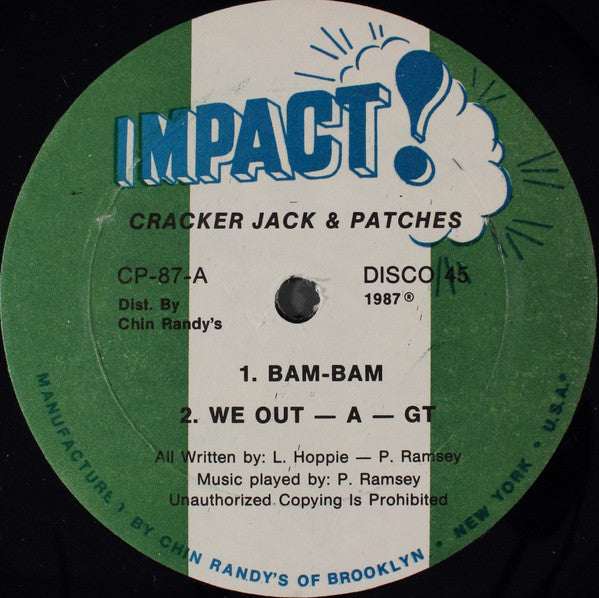 IMPACT!
CRACKER JACK & PATCHES
CP-87-A
DISCO 45
Dist. By
Chin Randy's
1987 ®
1. BAM-BAM
2. WE OUT — A — GT
All Written by: L. Hoppie — P. Ramsey
Music played by: P. Ramsey
Unauthorized Copying Is Prohibited
MANUFACTURE ) BY CHIN RANDY'S OF BROOKLYN • NEW YORK • U.S.A.